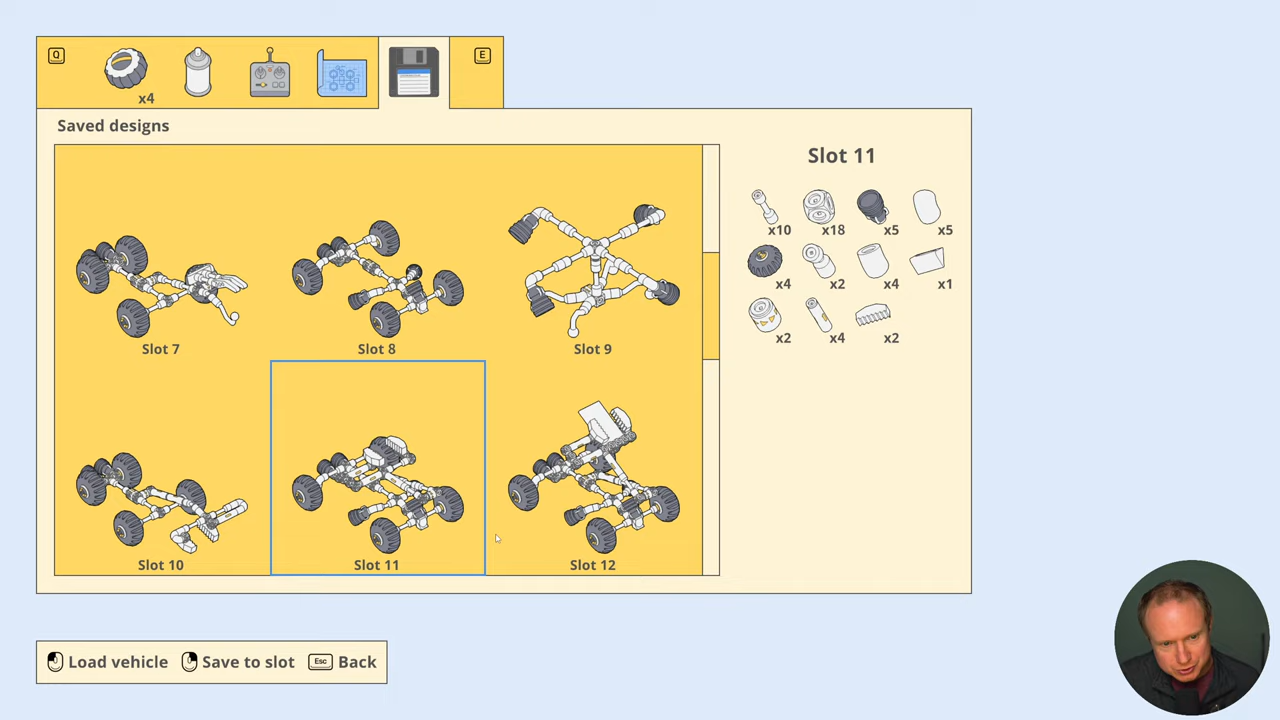 Q
E
x4
Saved designs
Slot 11
x10 x18 x5 x5
x4 x2 x4 x1
x2 x4 x2
Slot 7 Slot 8 Slot 9
Slot 10 Slot 11 Slot 12
Load vehicle Save to slot Esc Back